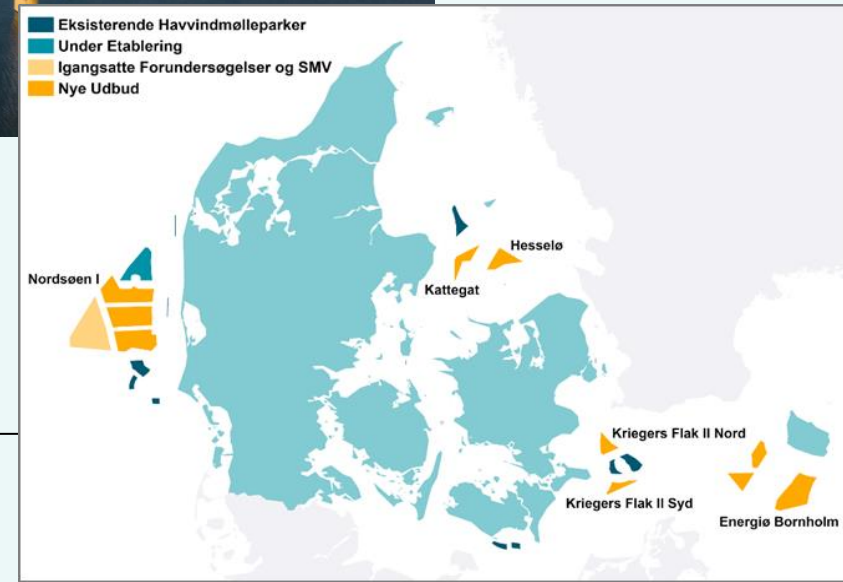 Eksisterende Havvindmølleparker
Under Etablering
Igangsatte Forundersøgelser og SMV
Nye Udbud
Nordsøen I
Hesselø
Kattegat
Kriegers Flak II Nord
Kriegers Flak II Syd
Energiø Bornholm